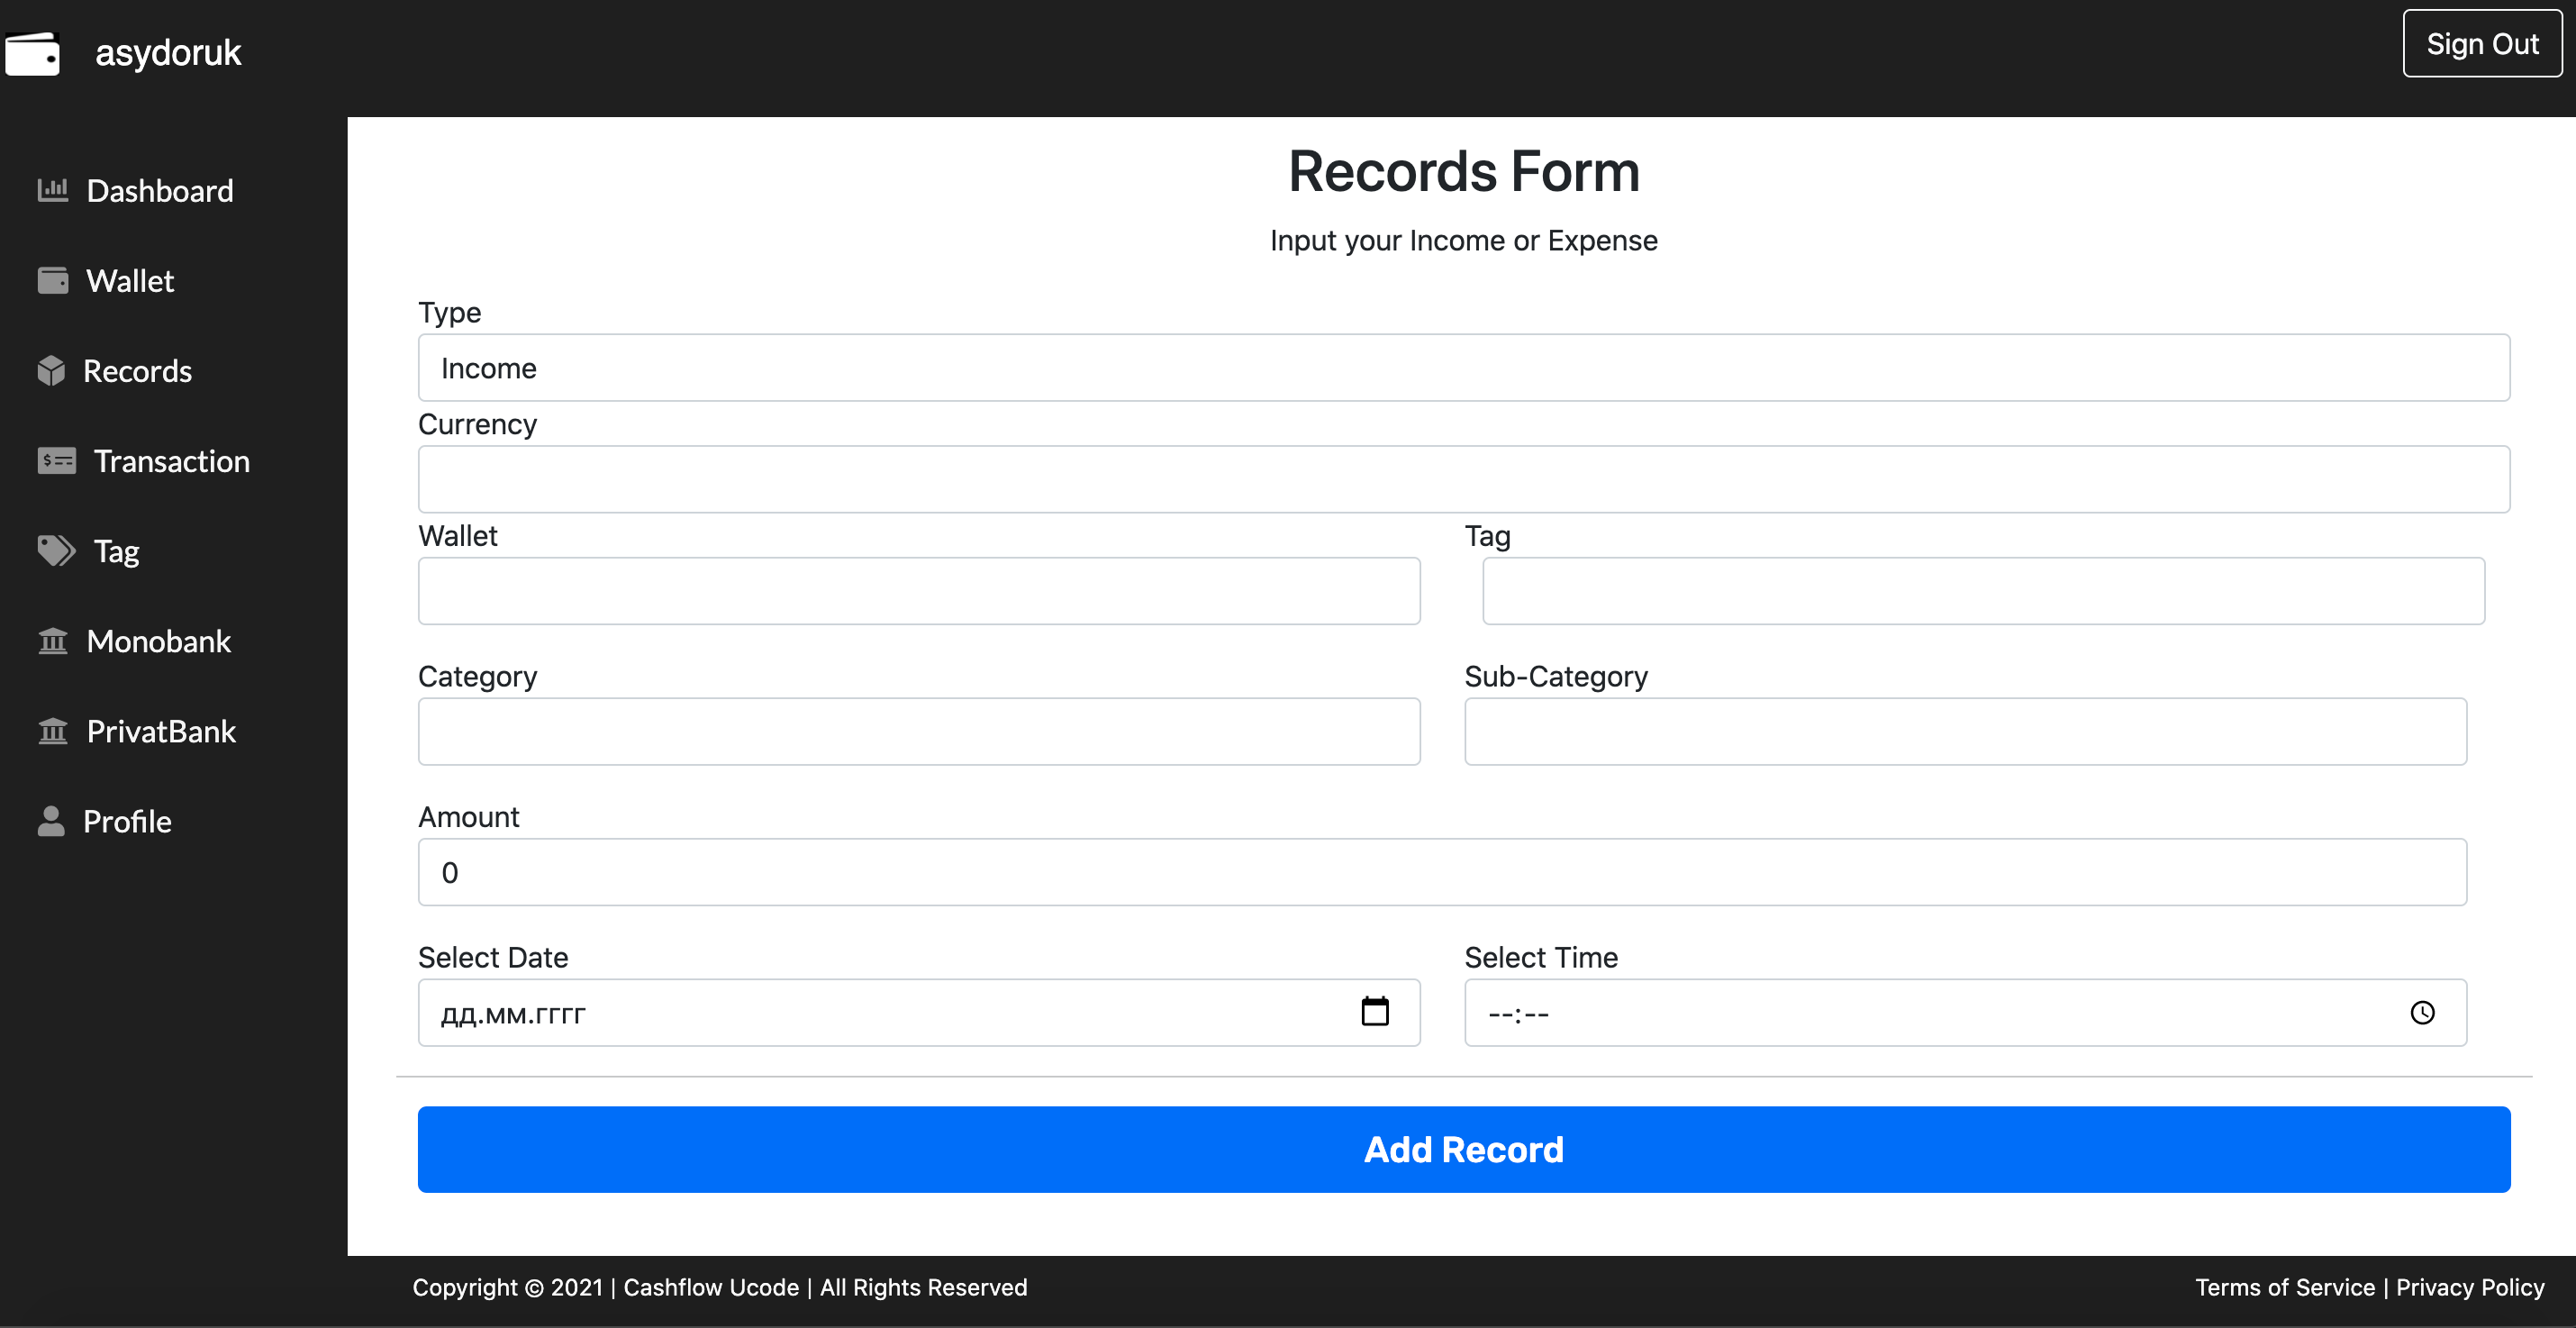 asydoruk
Sign Out
Dashboard
Wallet
Records
Transaction
Tag
Monobank
PrivatBank
Profile
Records Form
Input your Income or Expense
Type
Income
Currency
Wallet Tag
Category Sub-Category
Amount
0
Select Date Select Time
дд.мм.гггг --:--
Add Record
Copyright © 2021 | Cashflow Ucode | All Rights Reserved
Terms of Service | Privacy Policy